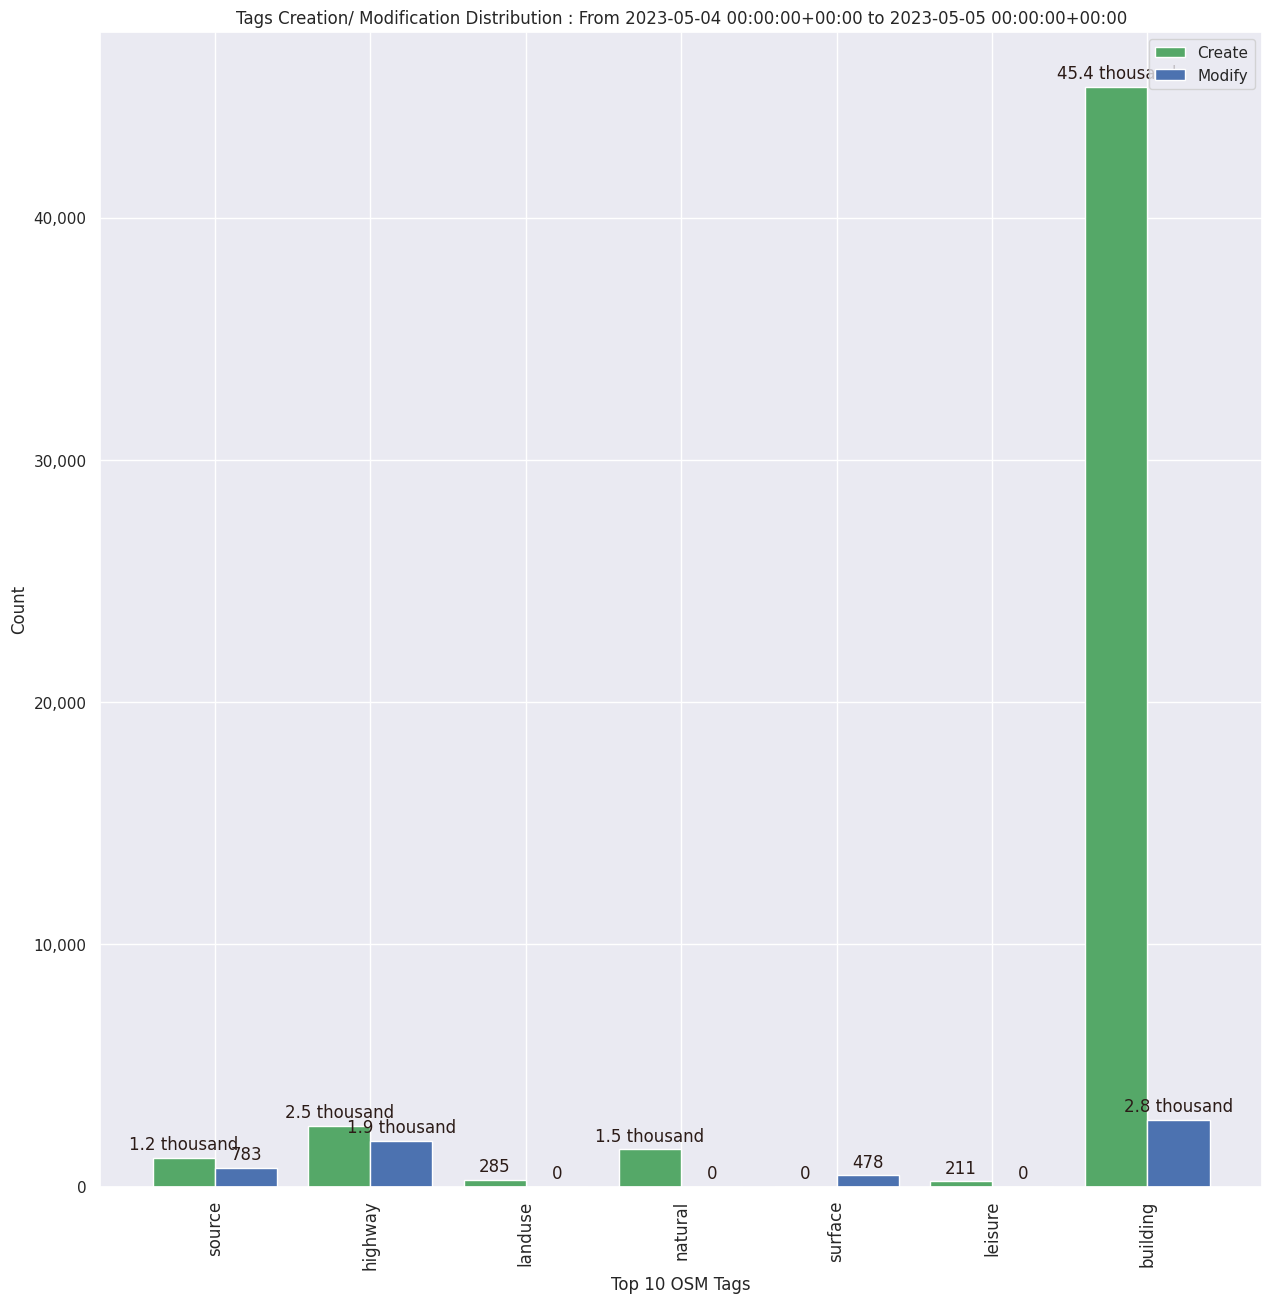 Tags Creation/ Modification Distribution : From 2023-05-04 00:00:00+00:00 to 2023-05-05 00:00:00+00:00
Create
Modify
45.4
40,000
30,000
20,000
10,000
0
Count
1.2 thousand
783
2.5 thousand
1.9 thousand
285
0
1.5 thousand
0
0
478
211
0
2.8 thousand
source
highway
landuse
natural
surface
leisure
building
Top 10 OSM Tags